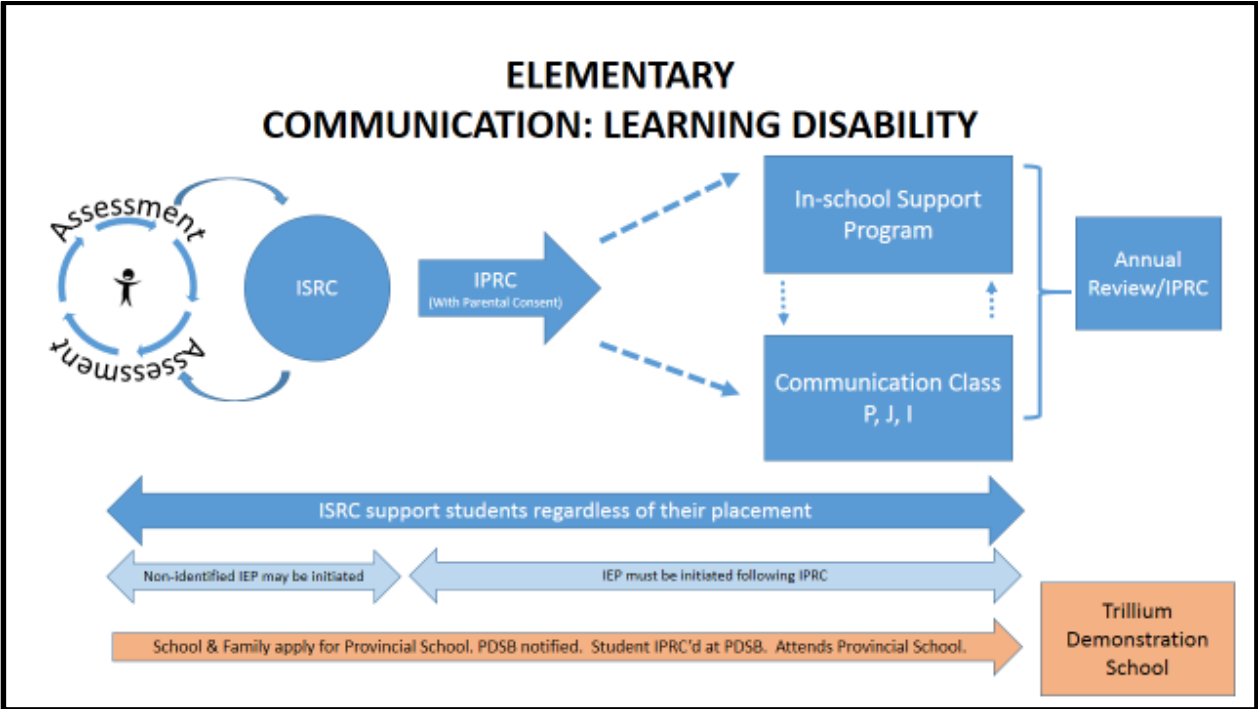 ELEMENTARY
COMMUNICATION: LEARNING DISABILITY
Assessment
Assessment
ISRC
IPRC
(With Parental Consent)
In-school Support
Program
Communication Class
P, J, I
Annual
Review/IPRC
ISRC support students regardless of their placement
Non-identified IEP may be initiated
IEP must be initiated following IPRC
School & Family apply for Provincial School. PDSB notified.  Student IPRC'd at PDSB.  Attends Provincial School.
Trillium
Demonstration
School